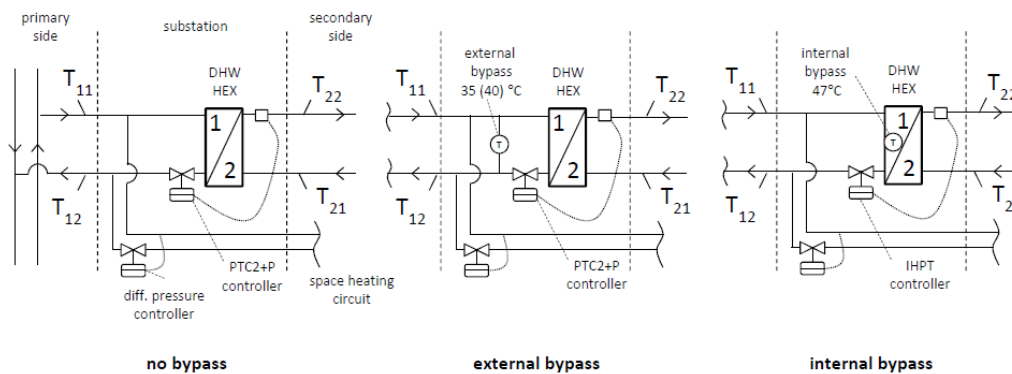 primary
side
substation
secondary
side
T11
T12
DHW
HEX
1
2
T22
T21
PTC2+P
controller
diff. pressure
controller
space heating
circuit
no bypass
T11
T12
external
bypass
35 (40) °C
T
DHW
HEX
1
2
T22
T21
PTC2+P
controller
external bypass
T11
T12
internal
bypass
47°C
DHW
HEX
1
T
2
T22
T2
IHPT
controller
internal bypass